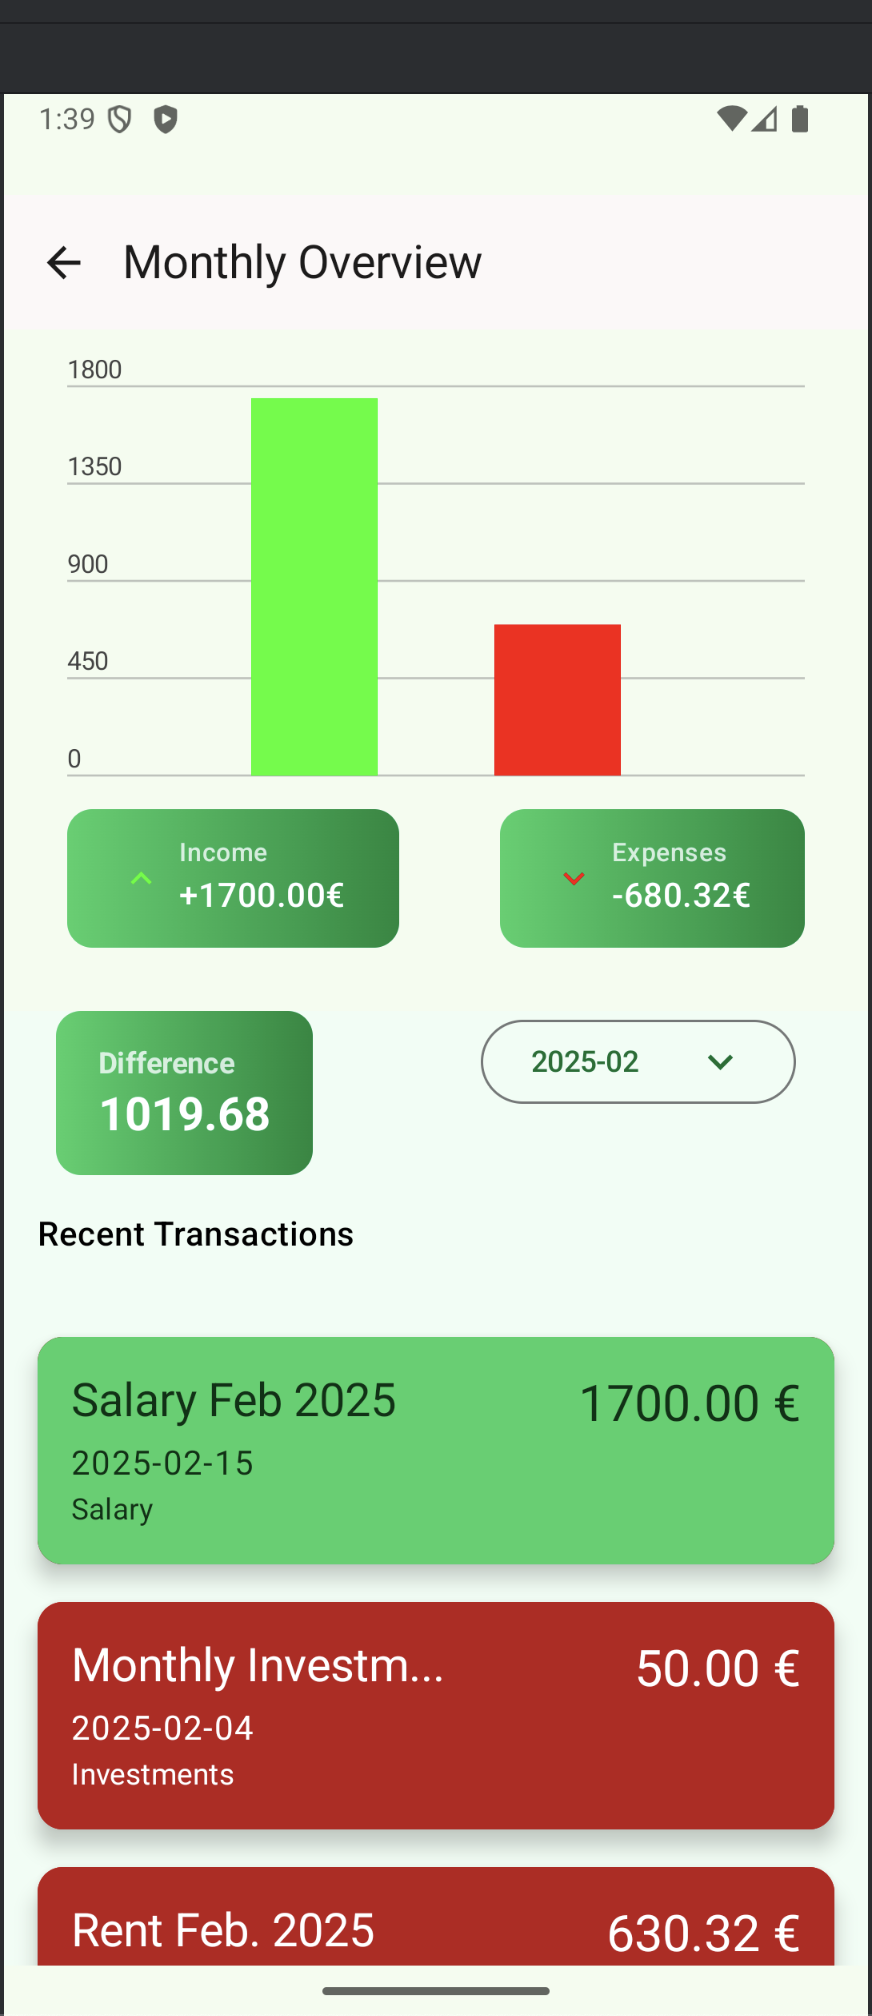 1:39
Monthly Overview
1800
1350
900
450
0
Income
+1700.00€
Expenses
-680.32€
Difference
1019.68
2025-02
Recent Transactions
Salary Feb 2025
1700.00 €
2025-02-15
Salary
Monthly Investm...
50.00 €
2025-02-04
Investments
Rent Feb. 2025
630.32 €